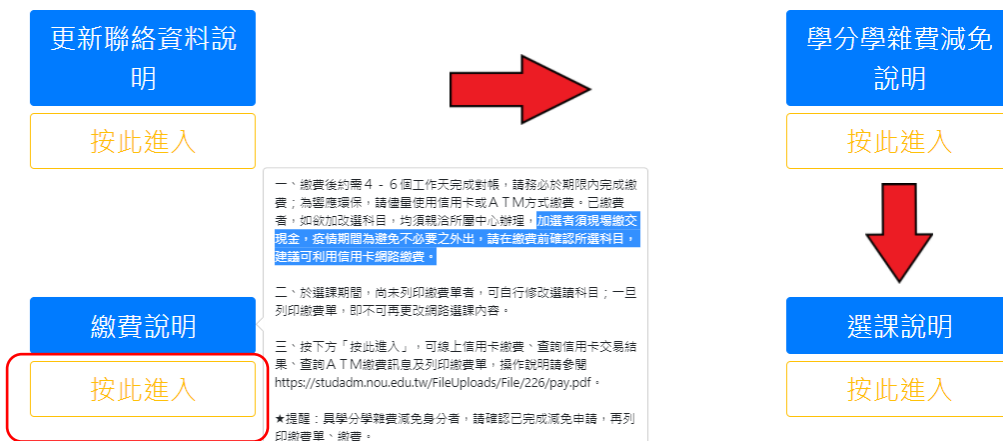 更新聯絡資料說
明
按此進入
學分學雜費減免
說明
按此進入
繳費說明
按此進入
一、繳費後約需４－６個工作天完成對帳，請務必於期限內完成繳
費；為響應環保，請儘量使用信用卡或ＡＴＭ方式繳費。已繳費
者，如欲加改選科目，均須親洽所屬中心辦理，加選者須現場繳交
現金，疫情期間為避免不必要之外出，請在繳費前確認所選科目，
建議可利用信用卡網路繳費。
二、於選課期間，尚未列印繳費單者，可自行修改選讀科目；一旦
列印繳費單，即不可再更改網路選課內容。
三、按下方「按此進入」，可線上信用卡繳費、查詢信用卡交易結
果、查詢ＡＴＭ繳費訊息及列印繳費單，操作說明請參閱
https://studadm.nou.edu.tw/FileUploads/File/226/pay.pdf。
★提醒：具學分學雜費減免身分者，請確認已完成減免申請，再列
印繳費單、繳費。
選課說明
按此進入